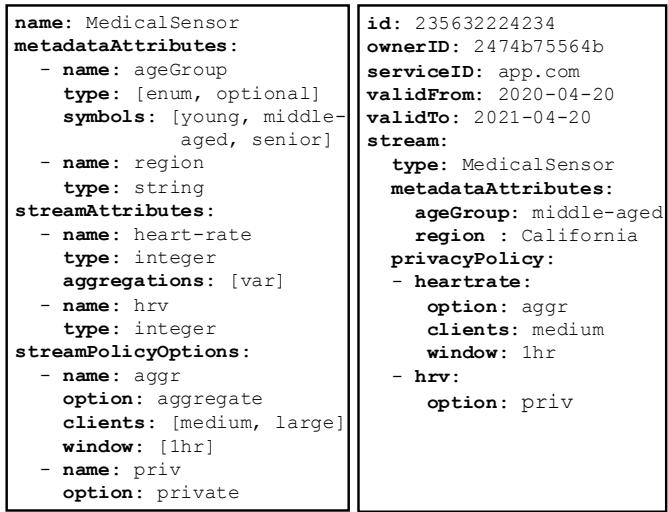 name: MedicalSensor
metadataAttributes:
  - name: ageGroup
    type: [enum, optional]
    symbols: [young, middle-
              aged, senior]
  - name: region
    type: string
streamAttributes:
  - name: heart-rate
    type: integer
    aggregations: [var]
  - name: hrv
    type: integer
streamPolicyOptions:
  - name: aggr
    option: aggregate
    clients: [medium, large]
    window: [1hr]
  - name: priv
    option: private
id: 235632224234
ownerID: 2474b75564b
serviceID: app.com
validFrom: 2020-04-20
validTo: 2021-04-20
stream:
  type: MedicalSensor
  metadataAttributes:
    ageGroup: middle-aged
    region : California
  privacyPolicy:
  - heartrate:
     option: aggr
     clients: medium
     window: 1hr
  - hrv:
     option: priv